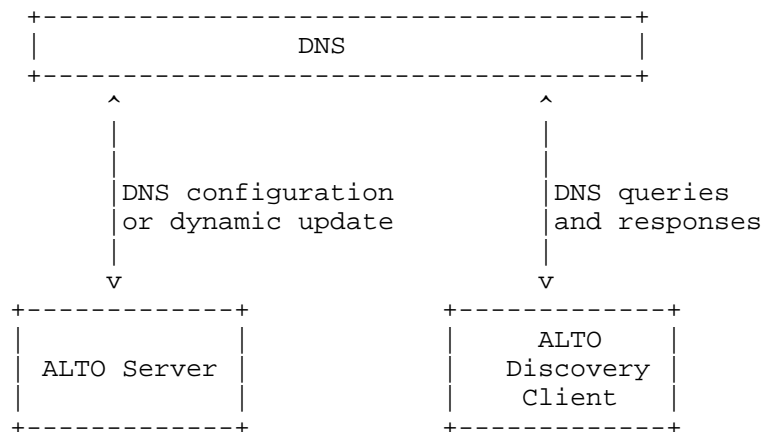 DNS
DNS configuration
or dynamic update
DNS queries
and responses
ALTO Server
ALTO
Discovery
Client